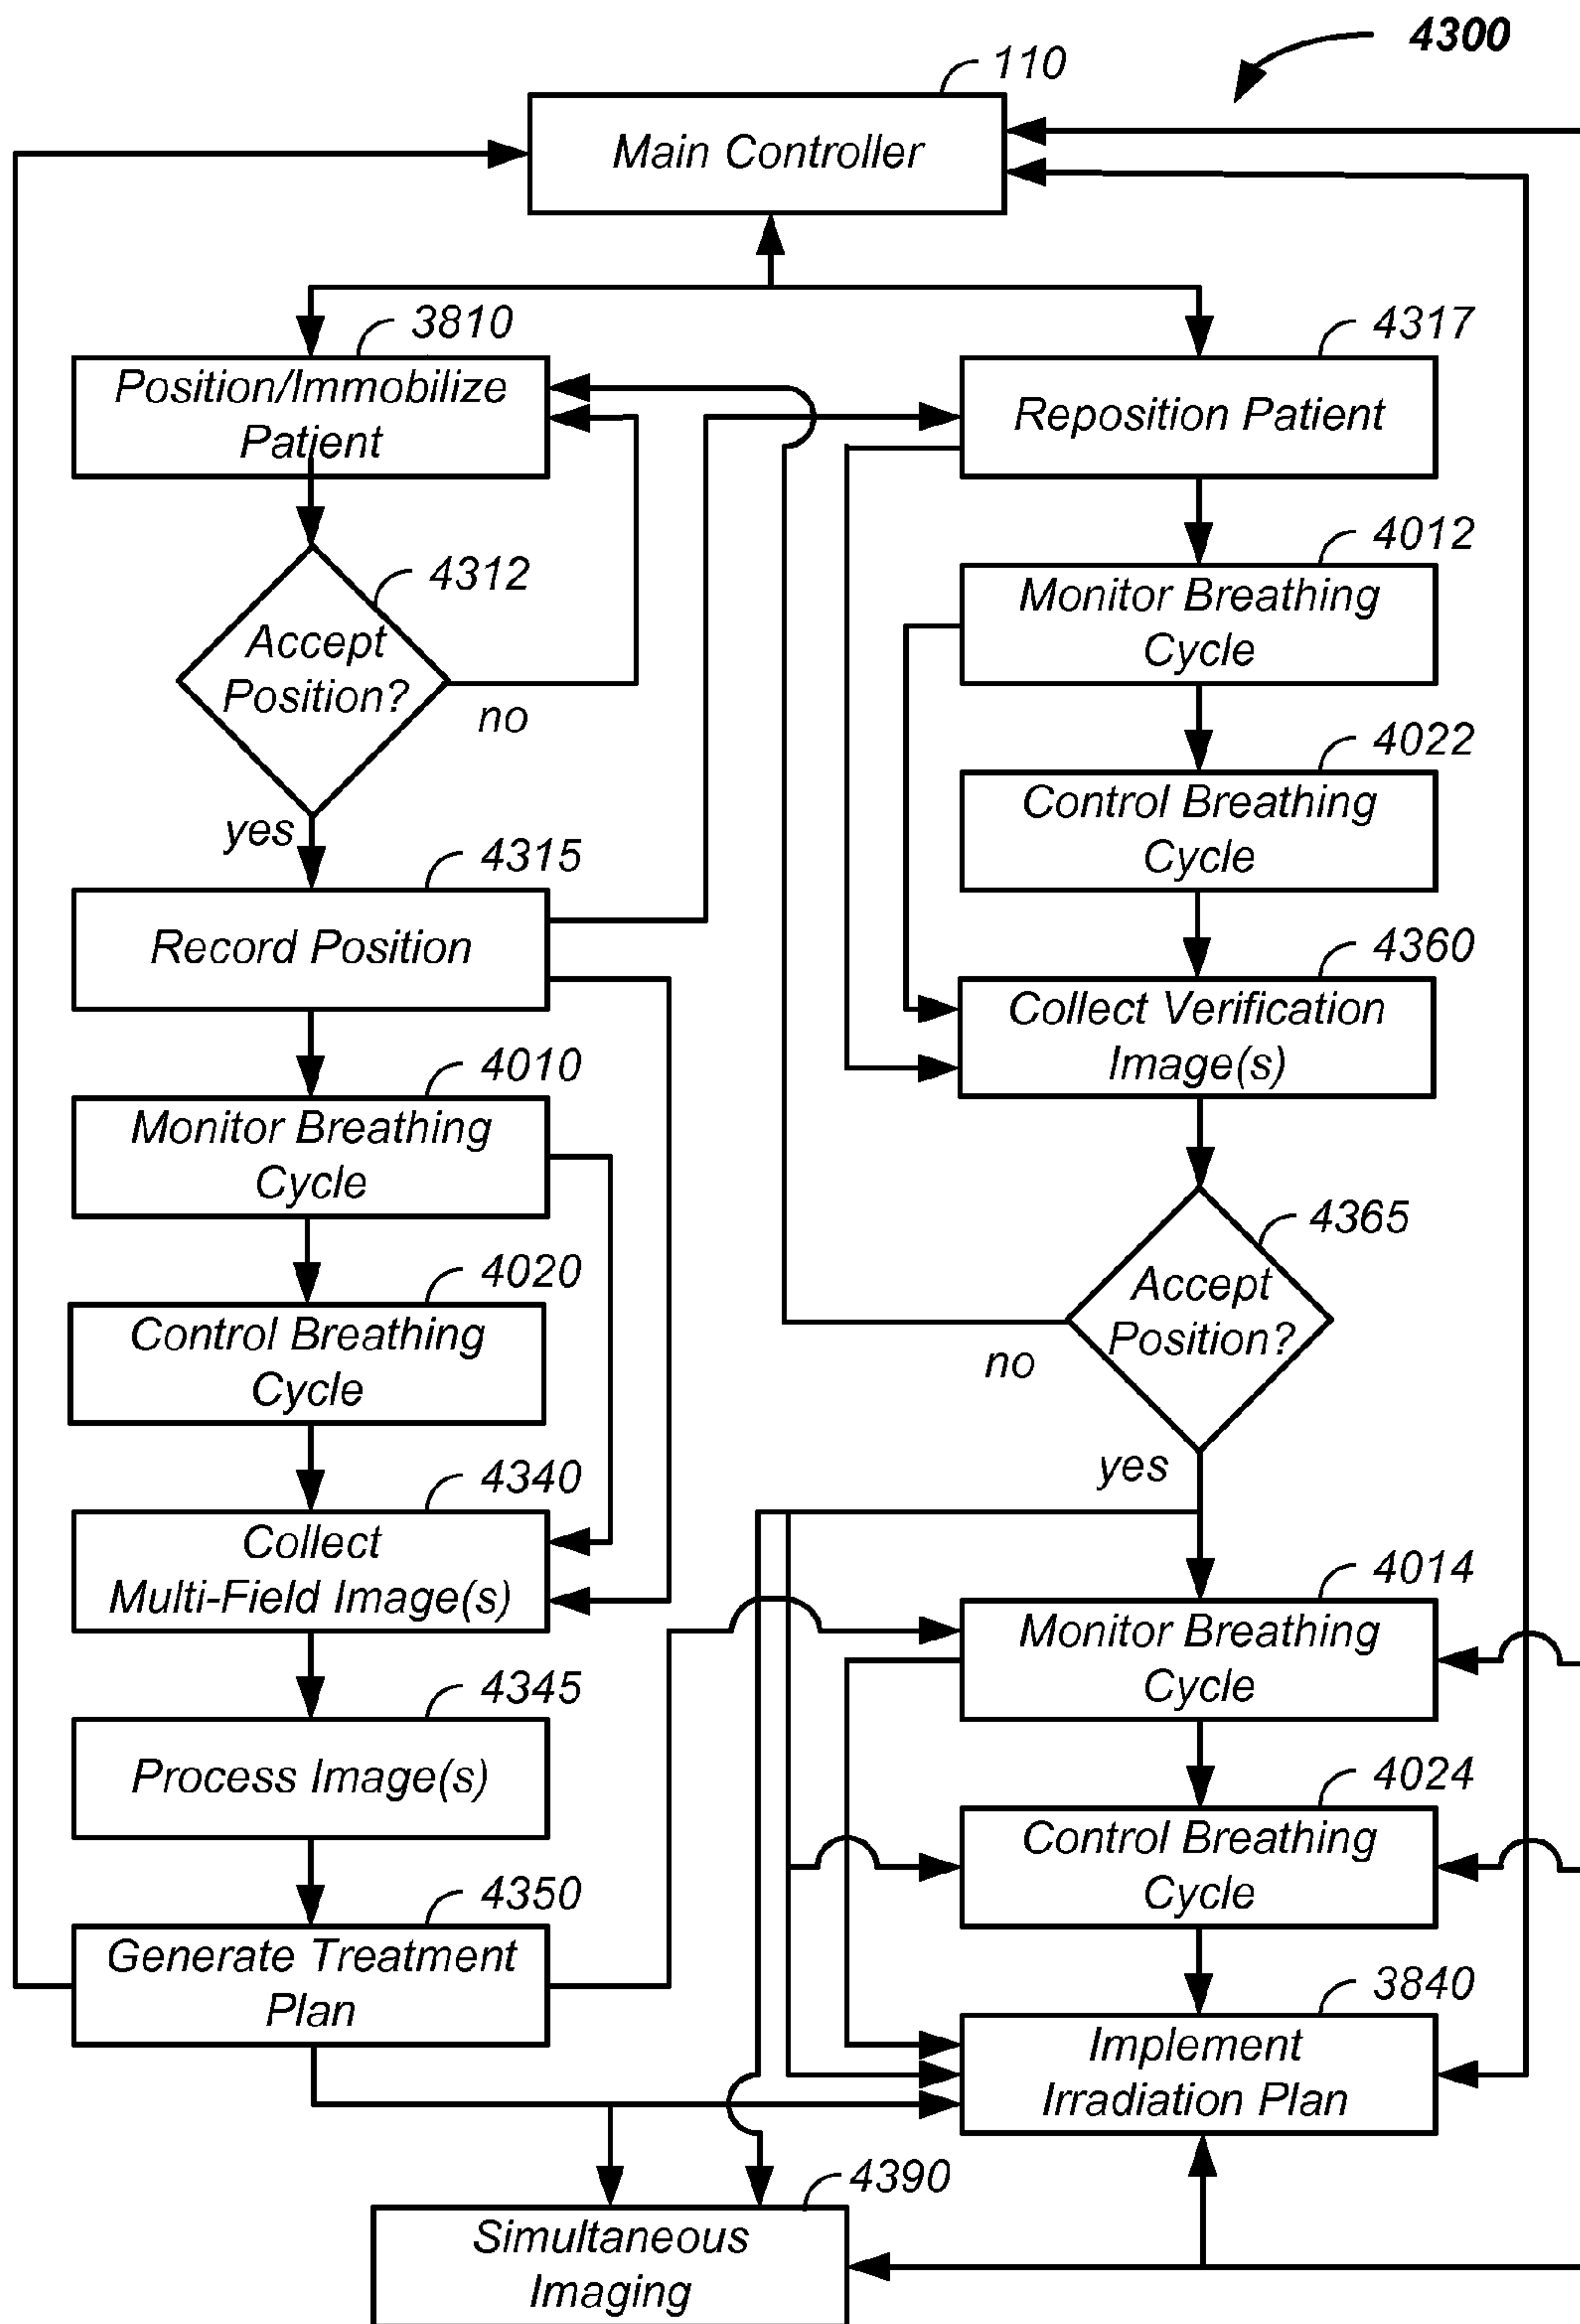 4300
110
Main Controller
3810
Position/Immobilize
Patient
4312
Accept
Position?
no
yes
4315
Record Position
4010
Monitor Breathing
Cycle
4020
Control Breathing
Cycle
4340
Collect
Multi-Field Image(s)
4345
Process Image(s)
4350
Generate Treatment
Plan
4317
Reposition Patient
4012
Monitor Breathing
Cycle
4022
Control Breathing
Cycle
4360
Collect Verification
Image(s)
4365
Accept
Position?
no
yes
4014
Monitor Breathing
Cycle
4024
Control Breathing
Cycle
3840
Implement
Irradiation Plan
4390
Simultaneous
Imaging